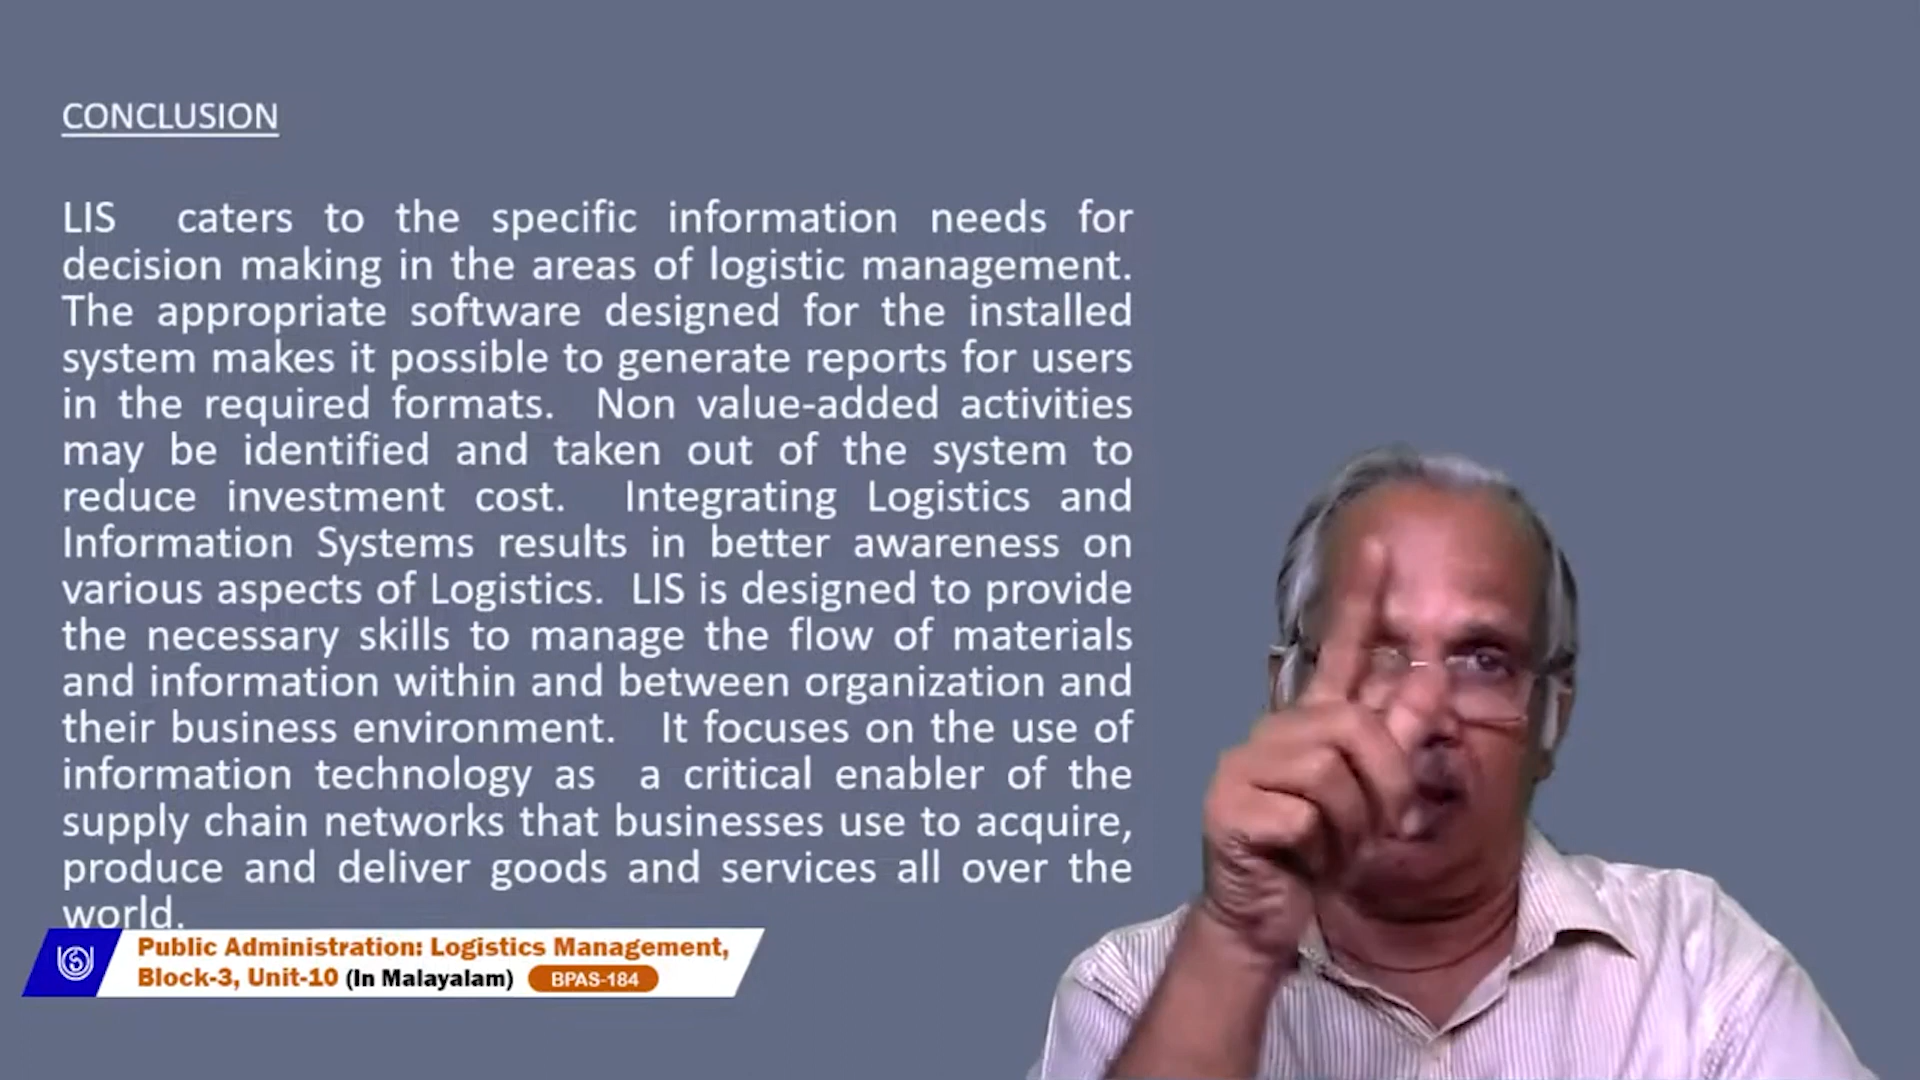 CONCLUSION
LIS caters to the specific information needs for
decision making in the areas of logistic management.
The appropriate software designed for the installed
system makes it possible to generate reports for users
in the required formats. Non value-added activities
may be identified and taken out of the system to
reduce investment cost. Integrating Logistics and
Information Systems results in better awareness on
various aspects of Logistics. LIS is designed to provide
the necessary skills to manage the flow of materials
and information within and between organization and
their business environment. It focuses on the use of
information technology as a critical enabler of the
supply chain networks that businesses use to acquire,
produce and deliver goods and services all over the
world.
Public Administration: Logistics Management,
Block-3, Unit-10 (In Malayalam) BPAS-184